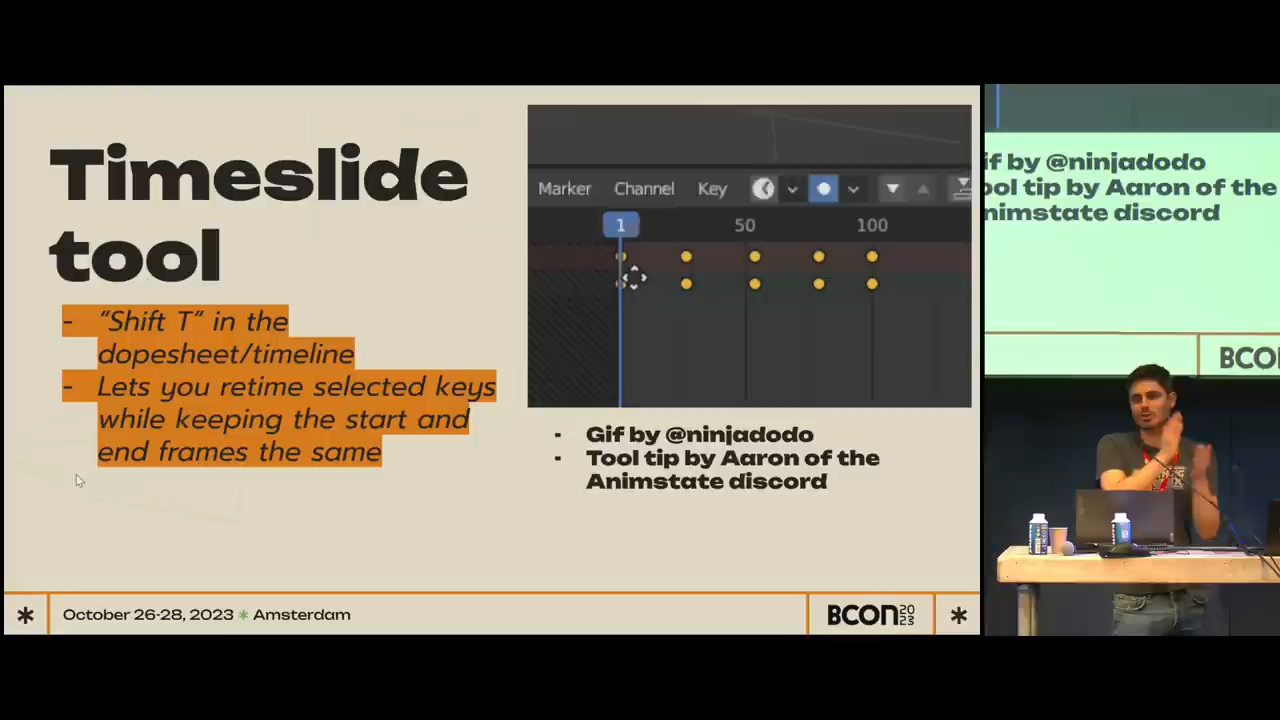 Timeslide
tool
- “Shift T” in the
dopesheet/timeline
- Lets you retime selected keys
while keeping the start and
end frames the same
Marker Channel Key
1 50 100
- Gif by @ninjadodo
- Tool tip by Aaron of the
Animstate discord
October 26-28, 2023 * Amsterdam
BCON 20
23
if by @ninjadodo
ool tip by Aaron of the
nimstate discord
BCO